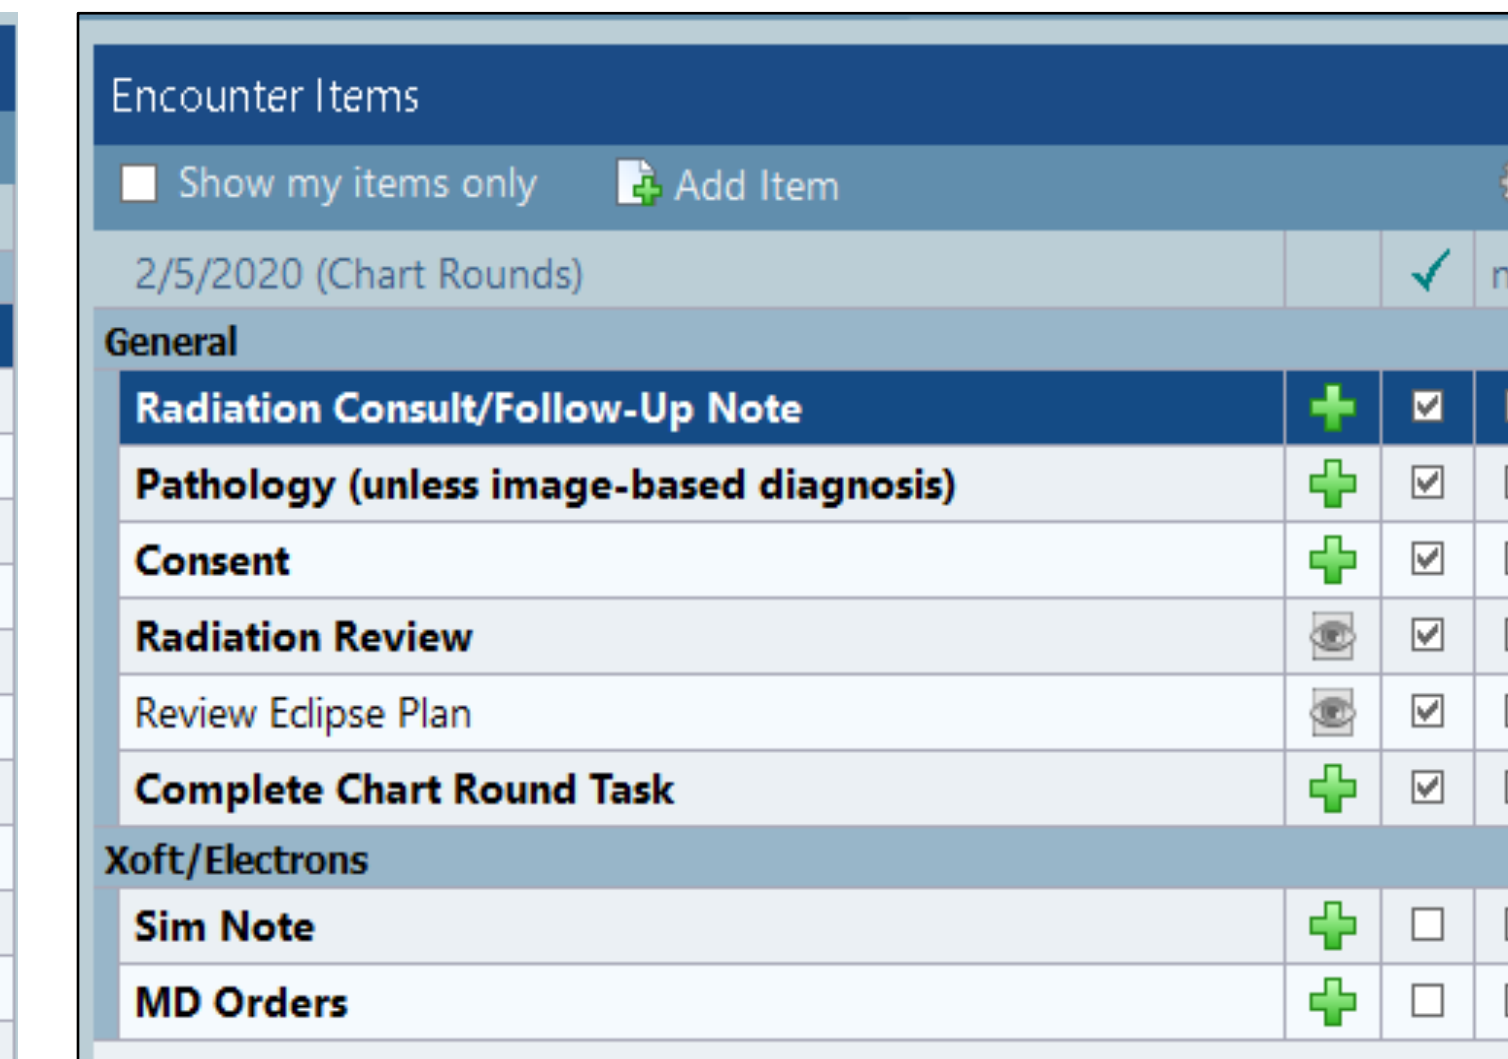 Encounter Items
Show my items only Add Item
2/5/2020 (Chart Rounds)
General
Radiation Consult/Follow-Up Note
Pathology (unless image-based diagnosis)
Consent
Radiation Review
Review Eclipse Plan
Complete Chart Round Task
Xoft/Electrons
Sim Note
MD Orders